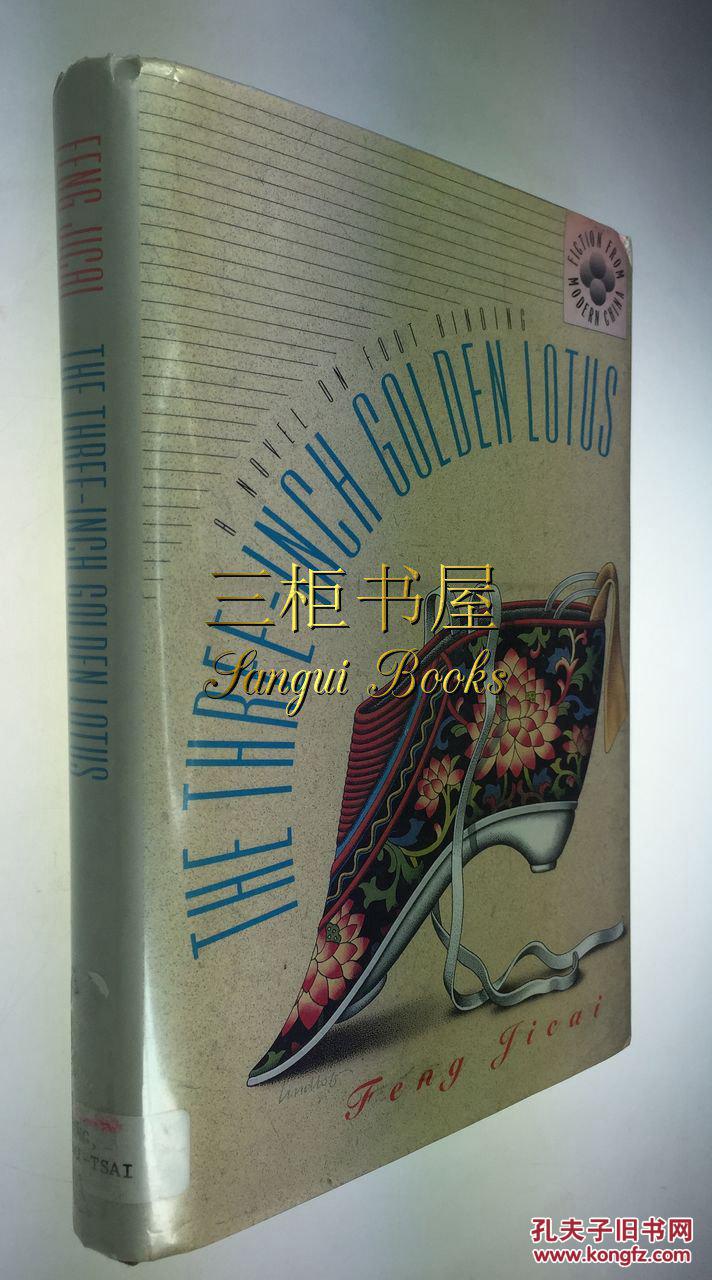 FENG JICAI
THE THREE-INCH GOLDEN LOTUS
FICTION FROM
MODERN CHINA
A NOVEL ON FOOT BINDING
THE THREE-INCH GOLDEN LOTUS
三柜书屋
Sangui Books
Feng Jicai
-TSAI
孔夫子旧书网
www.kongfz.com